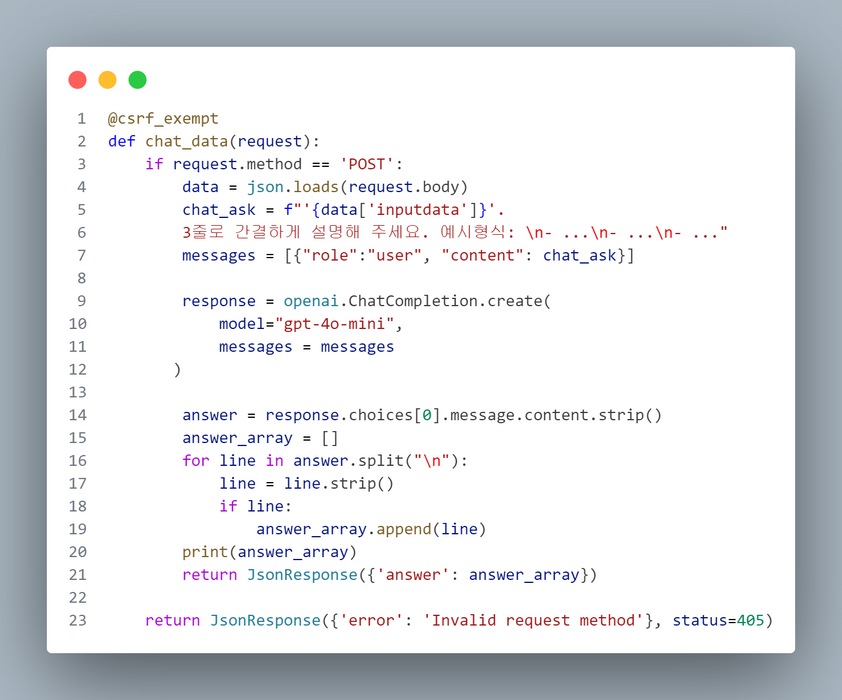 1 @csrf_exempt
2 def chat_data(request):
3     if request.method == 'POST':
4         data = json.loads(request.body)
5         chat_ask = f"'{data['inputdata']}'.
6         3줄로 간결하게 설명해 주세요. 예시형식: \n- ...\n- ...\n- ..."
7         messages = [{"role":"user", "content": chat_ask}]
8
9         response = openai.ChatCompletion.create(
10             model="gpt-4o-mini",
11             messages = messages
12        )
13
14         answer = response.choices[0].message.content.strip()
15         answer_array = []
16         for line in answer.split("\n"):
17             line = line.strip()
18             if line:
19                 answer_array.append(line)
20         print(answer_array)
21         return JsonResponse({'answer': answer_array})
22
23     return JsonResponse({'error': 'Invalid request method'}, status=405)